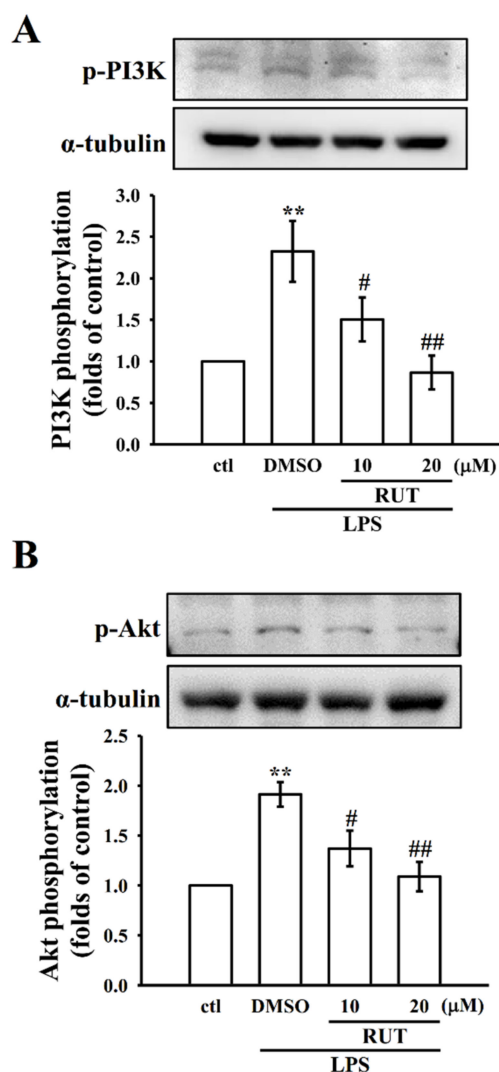 A
p-PI3K
α-tubulin
PI3K phosphorylation
(folds of control)
3.0
2.5
2.0
1.5
1.0
0.5
0.0
**
#
##
ctl DMSO 10 20 (μM)
RUT
LPS
B
p-Akt
α-tubulin
Akt phosphorylation
(folds of control)
2.5
2.0
1.5
1.0
0.5
0.0
**
#
##
ctl DMSO 10 20 (μM)
RUT
LPS